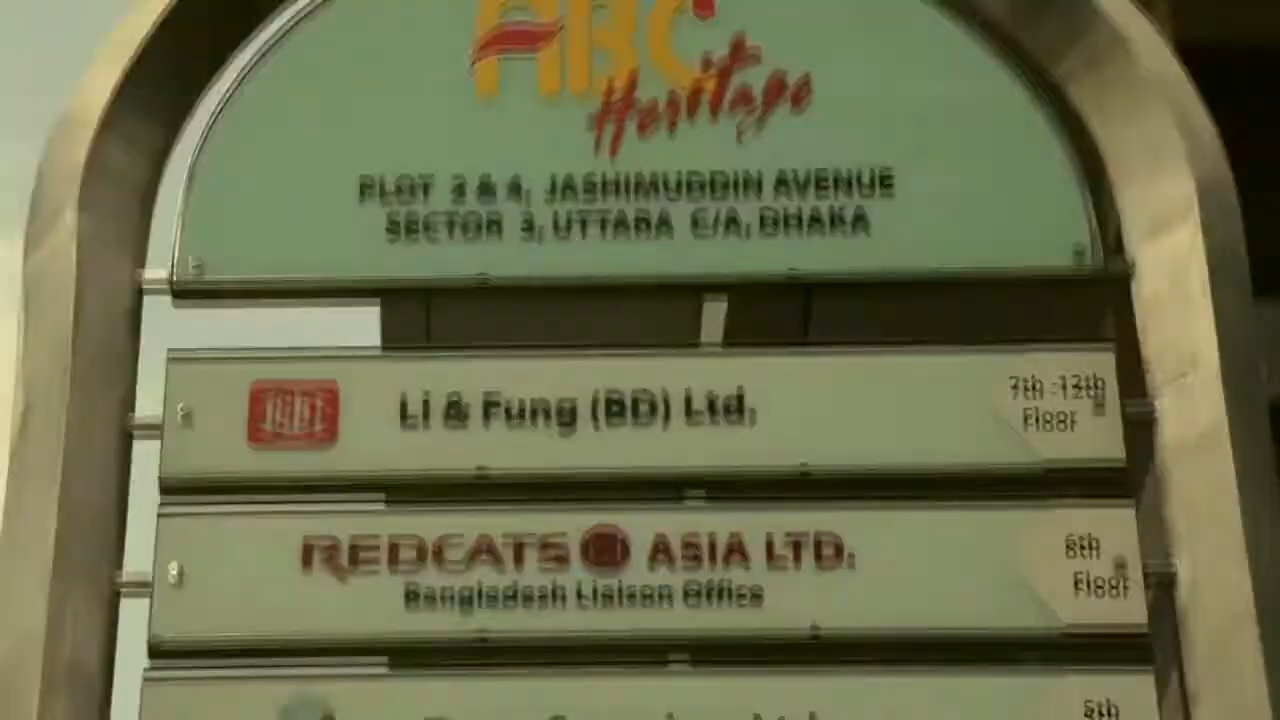 ABC
Heritage
PLOT 2 & 4, JASHIMUDDIN AVENUE
SECTOR 3, UTTARA C/A, DHAKA
Li & Fung (BD) Ltd.
7th -12th
Floor
REDCATS ASIA LTD.
Bangladesh Liaison Office
6th
Floor
5th